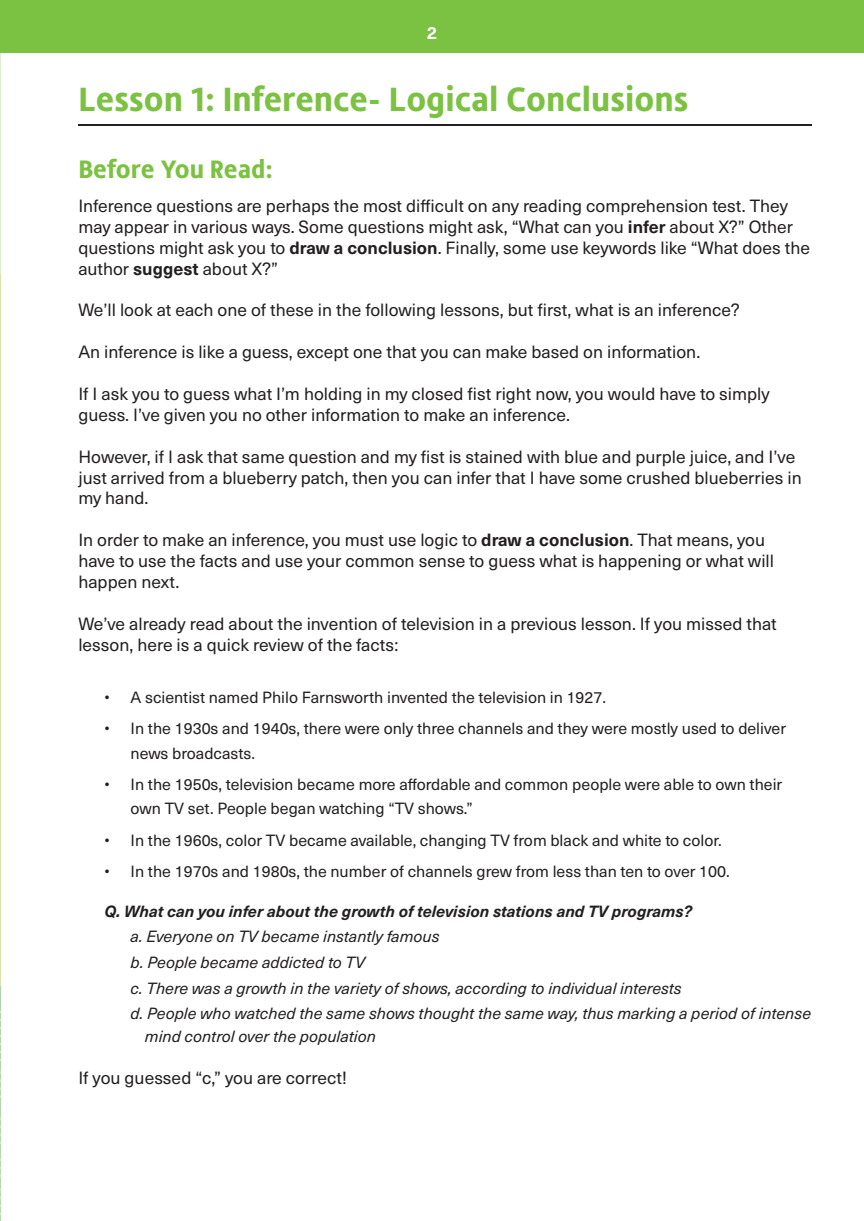 2
Lesson 1: Inference- Logical Conclusions
Before You Read:
Inference questions are perhaps the most difficult on any reading comprehension test. They
may appear in various ways. Some questions might ask, “What can you infer about X?” Other
questions might ask you to draw a conclusion. Finally, some use keywords like “What does the
author suggest about X?”
We’ll look at each one of these in the following lessons, but first, what is an inference?
An inference is like a guess, except one that you can make based on information.
If I ask you to guess what I’m holding in my closed fist right now, you would have to simply
guess. I’ve given you no other information to make an inference.
However, if I ask that same question and my fist is stained with blue and purple juice, and I’ve
just arrived from a blueberry patch, then you can infer that I have some crushed blueberries in
my hand.
In order to make an inference, you must use logic to draw a conclusion. That means, you
have to use the facts and use your common sense to guess what is happening or what will
happen next.
We’ve already read about the invention of television in a previous lesson. If you missed that
lesson, here is a quick review of the facts:
• A scientist named Philo Farnsworth invented the television in 1927.
• In the 1930s and 1940s, there were only three channels and they were mostly used to deliver
news broadcasts.
• In the 1950s, television became more affordable and common people were able to own their
own TV set. People began watching “TV shows.”
• In the 1960s, color TV became available, changing TV from black and white to color.
• In the 1970s and 1980s, the number of channels grew from less than ten to over 100.
Q. What can you infer about the growth of television stations and TV programs?
a. Everyone on TV became instantly famous
b. People became addicted to TV
c. There was a growth in the variety of shows, according to individual interests
d. People who watched the same shows thought the same way, thus marking a period of intense
mind control over the population
If you guessed “c,” you are correct!